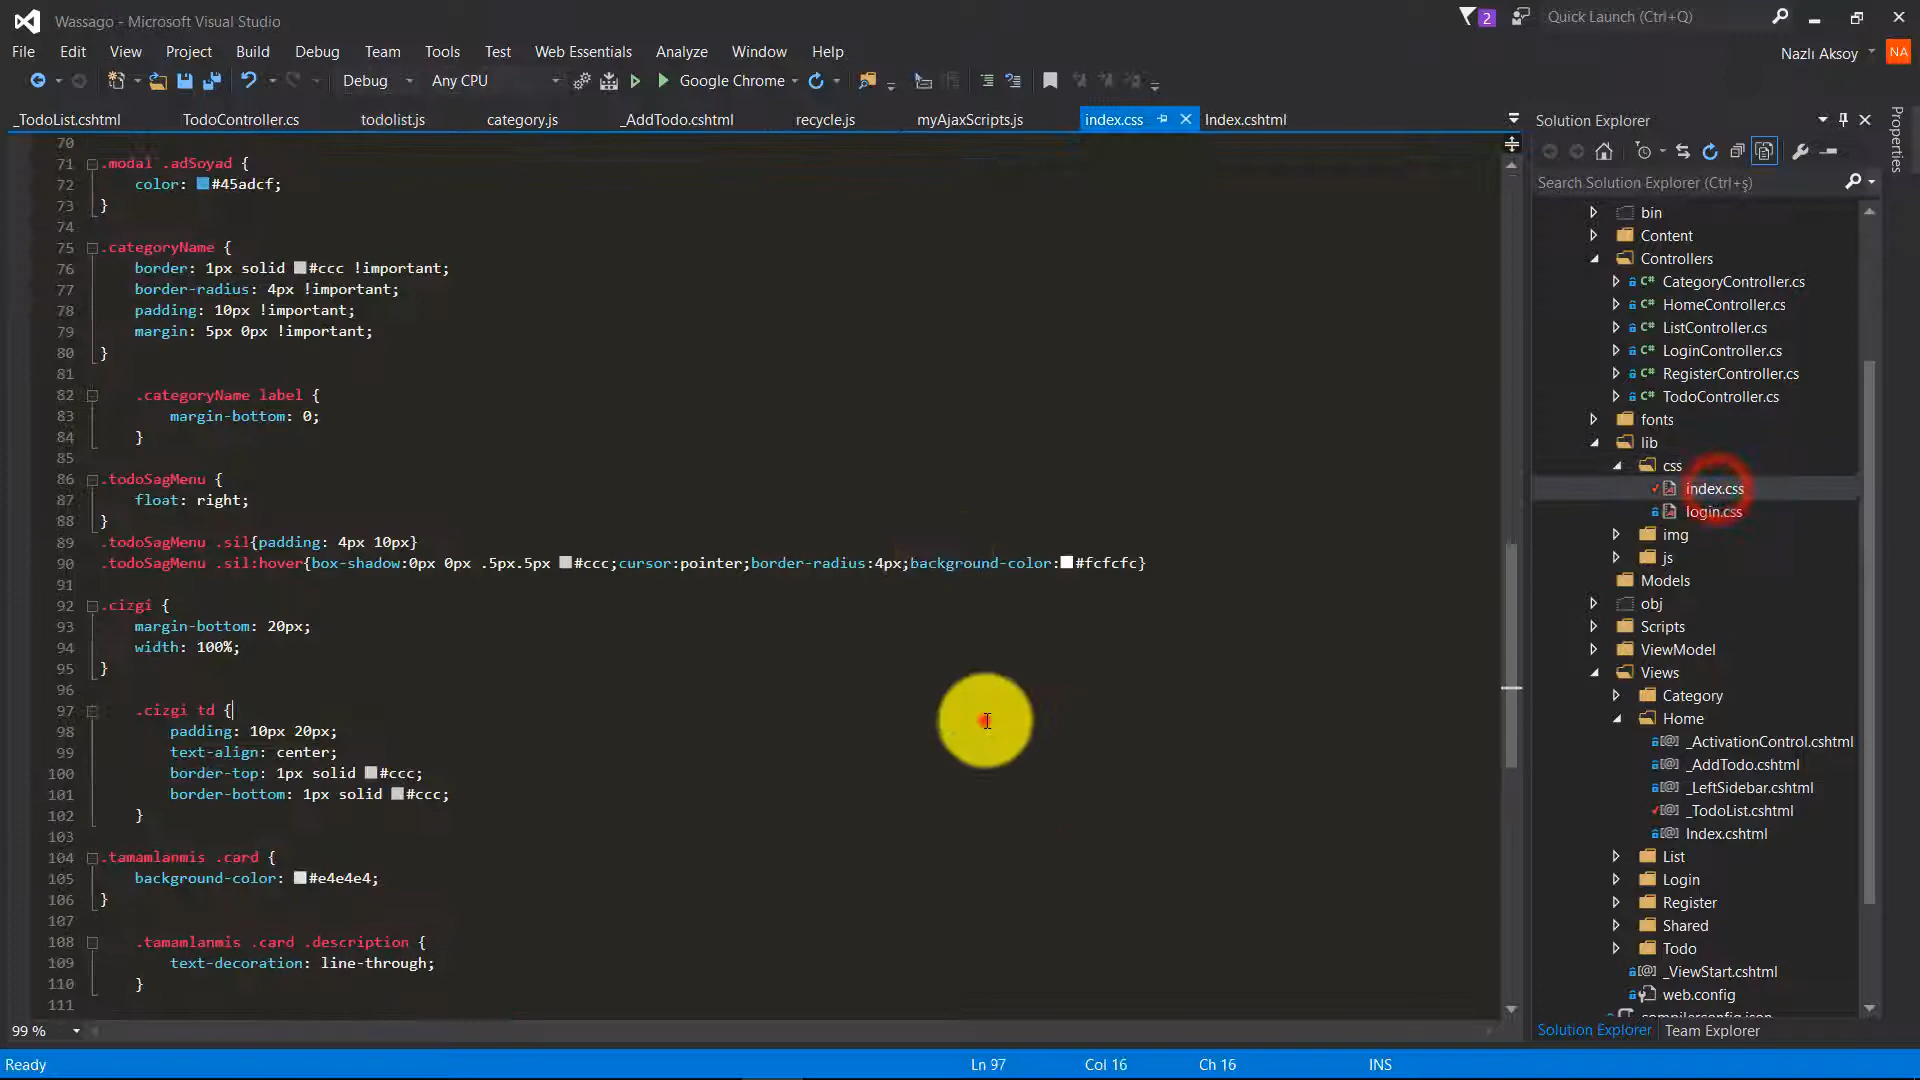 Wassago - Microsoft Visual Studio
2
Quick Launch (Ctrl+Q)
File Edit View Project Build Debug Team Tools Test Web Essentials Analyze Window Help
Nazlı Aksoy NA
Debug Any CPU Google Chrome
_TodoList.cshtml TodoController.cs todolist.js category.js _AddTodo.cshtml recycle.js myAjaxScripts.js index.css Index.cshtml
70
71 .modal .adSoyad {
72 color: #45adcf;
73 }
74
75 .categoryName {
76 border: 1px solid #ccc !important;
77 border-radius: 4px !important;
78 padding: 10px !important;
79 margin: 5px 0px !important;
80 }
81
82 .categoryName label {
83 margin-bottom: 0;
84 }
85
86 .todoSagMenu {
87 float: right;
88 }
89 .todoSagMenu .sil{padding: 4px 10px}
90 .todoSagMenu .sil:hover{box-shadow:0px 0px .5px.5px #ccc;cursor:pointer;border-radius:4px;background-color:#fcfcfc}
91
92 .cizgi {
93 margin-bottom: 20px;
94 width: 100%;
95 }
96
97 .cizgi td {
98 padding: 10px 20px;
99 text-align: center;
100 border-top: 1px solid #ccc;
101 border-bottom: 1px solid #ccc;
102 }
103
104 .tamamlanmis .card {
105 background-color: #e4e4e4;
106 }
107
108 .tamamlanmis .card .description {
109 text-decoration: line-through;
110 }
111
99 %
Solution Explorer
Search Solution Explorer (Ctrl+ş)
bin
Content
Controllers
C# CategoryController.cs
C# HomeController.cs
C# ListController.cs
C# LoginController.cs
C# RegisterController.cs
C# TodoController.cs
fonts
lib
css
index.css
login.css
img
js
Models
obj
Scripts
ViewModel
Views
Category
Home
[@] _ActivationControl.cshtml
[@] _AddTodo.cshtml
[@] _LeftSidebar.cshtml
[@] _TodoList.cshtml
[@] Index.cshtml
List
Login
Register
Shared
Todo
[@] _ViewStart.cshtml
web.config
compilerconfig.json
Solution Explorer Team Explorer
Properties
Ready Ln 97 Col 16 Ch 16 INS